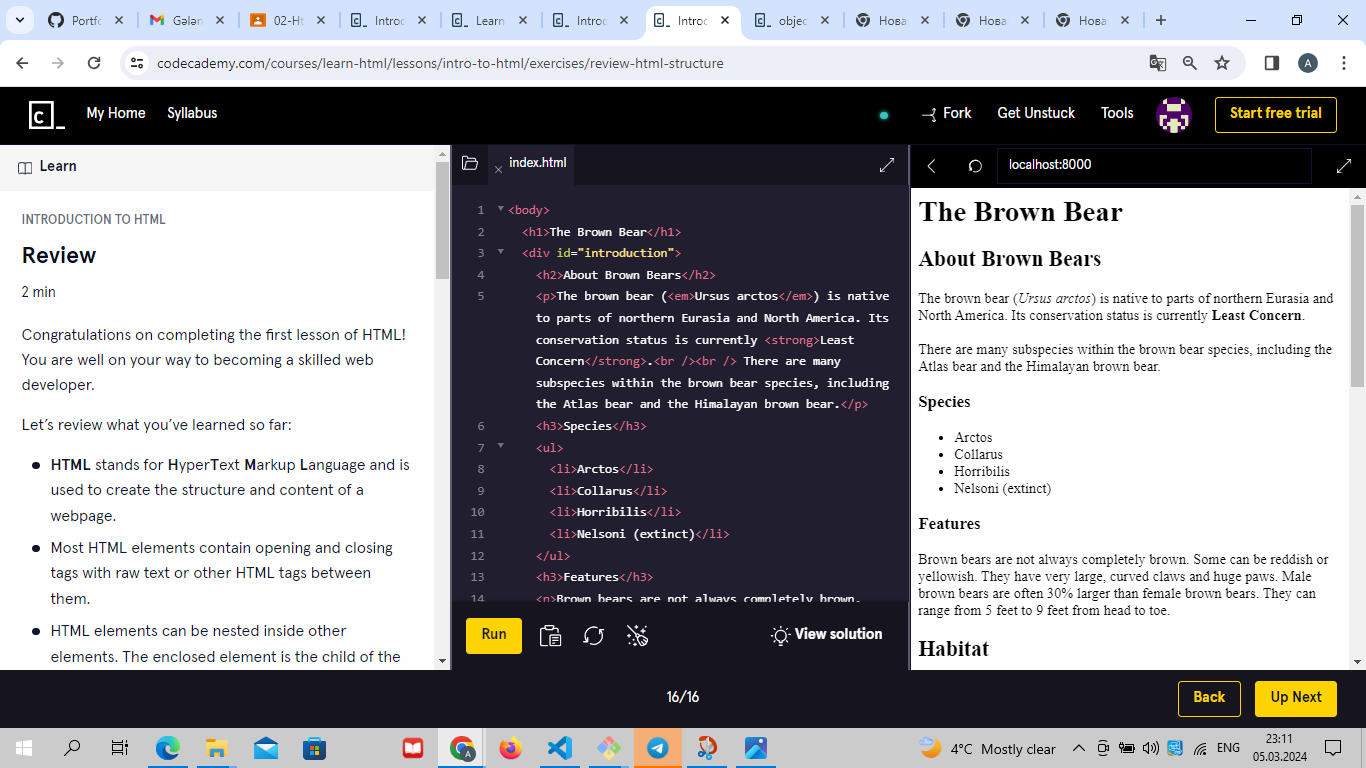 Portfo
Gələn
02-Ht
Introd
Learn
Introd
Introd
objec
Нова
Нова
Нова
codecademy.com/courses/learn-html/lessons/intro-to-html/exercises/review-html-structure
A
My Home Syllabus Fork Get Unstuck Tools Start free trial
Learn
INTRODUCTION TO HTML
Review
2 min
Congratulations on completing the first lesson of HTML!
You are well on your way to becoming a skilled web
developer.
Let's review what you've learned so far:
HTML stands for HyperText Markup Language and is
used to create the structure and content of a
webpage.
Most HTML elements contain opening and closing
tags with raw text or other HTML tags between
them.
HTML elements can be nested inside other
elements. The enclosed element is the child of the
index.html
1 <body>
2 <h1>The Brown Bear</h1>
3 <div id="introduction">
4 <h2>About Brown Bears</h2>
5 <p>The brown bear (<em>Ursus arctos</em>) is native
to parts of northern Eurasia and North America. Its
conservation status is currently <strong>Least
Concern</strong>.<br /><br /> There are many
subspecies within the brown bear species, including
the Atlas bear and the Himalayan brown bear.</p>
6 <h3>Species</h3>
7 <ul>
8 <li>Arctos</li>
9 <li>Collarus</li>
10 <li>Horribilis</li>
11 <li>Nelsoni (extinct)</li>
12 </ul>
13 <h3>Features</h3>
14 <p>Brown bears are not always completely brown.
Run
View solution
localhost:8000
The Brown Bear
About Brown Bears
The brown bear (Ursus arctos) is native to parts of northern Eurasia and
North America. Its conservation status is currently Least Concern.
There are many subspecies within the brown bear species, including the
Atlas bear and the Himalayan brown bear.
Species
Arctos
Collarus
Horribilis
Nelsoni (extinct)
Features
Brown bears are not always completely brown. Some can be reddish or
yellowish. They have very large, curved claws and huge paws. Male
brown bears are often 30% larger than female brown bears. They can
range from 5 feet to 9 feet from head to toe.
Habitat
16/16
Back
Up Next
4°C Mostly clear
ENG
23:11
05.03.2024